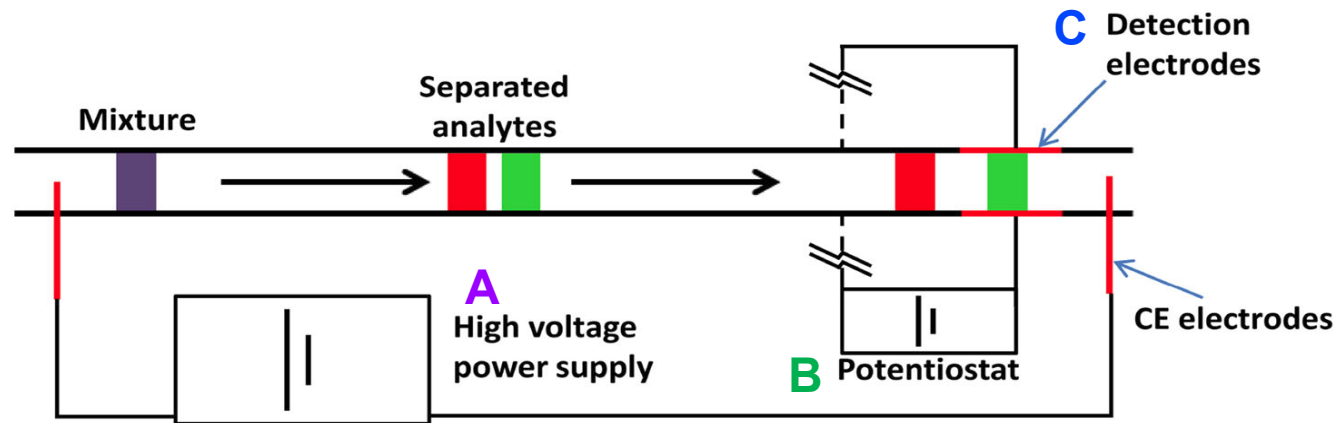 C Detection
electrodes
Mixture
Separated
analytes
A
High voltage
power supply
CE electrodes
B Potentiostat